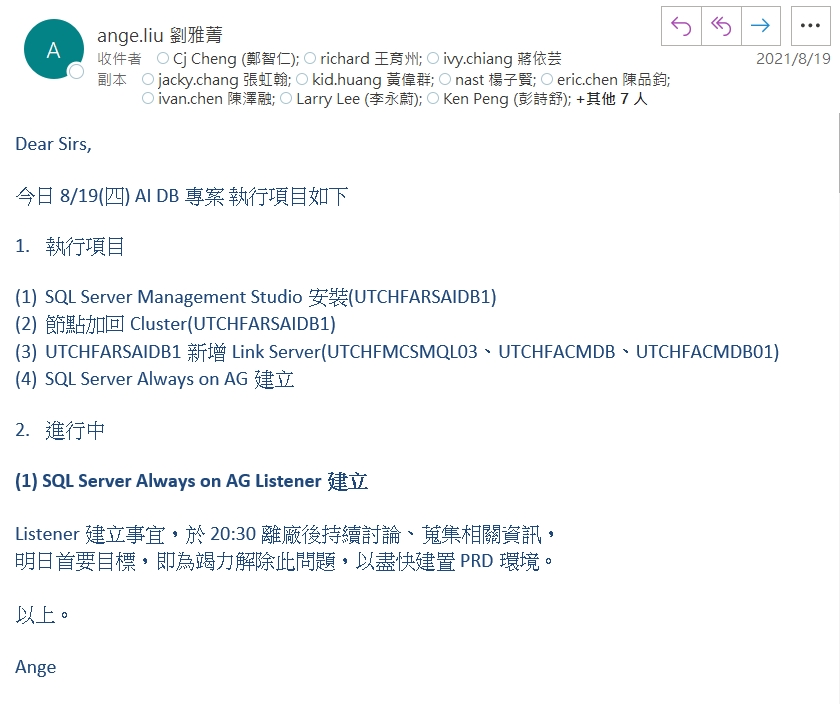 A
ange.liu 劉雅菁
收件者 Cj Cheng (鄭智仁); richard 王育州; ivy.chiang 蔣依芸
2021/8/19
副本 jacky.chang 張虹翰; kid.huang 黃偉群; nast 楊子賢; eric.chen 陳品鈞;
ivan.chen 陳澤融; Larry Lee (李永蔚); Ken Peng (彭詩舒); +其他 7 人
Dear Sirs,
今日 8/19(四) AI DB 專案 執行項目如下
1. 執行項目
(1) SQL Server Management Studio 安裝(UTCHFARSAIDB1)
(2) 節點加回 Cluster(UTCHFARSAIDB1)
(3) UTCHFARSAIDB1 新增 Link Server(UTCHFMCSMQL03、UTCHFACMDB、UTCHFACMDB01)
(4) SQL Server Always on AG 建立
2. 進行中
(1) SQL Server Always on AG Listener 建立
Listener 建立事宜，於 20:30 離廠後持續討論、蒐集相關資訊，
明日首要目標，即為竭力解除此問題，以盡快建置 PRD 環境。
以上。
Ange